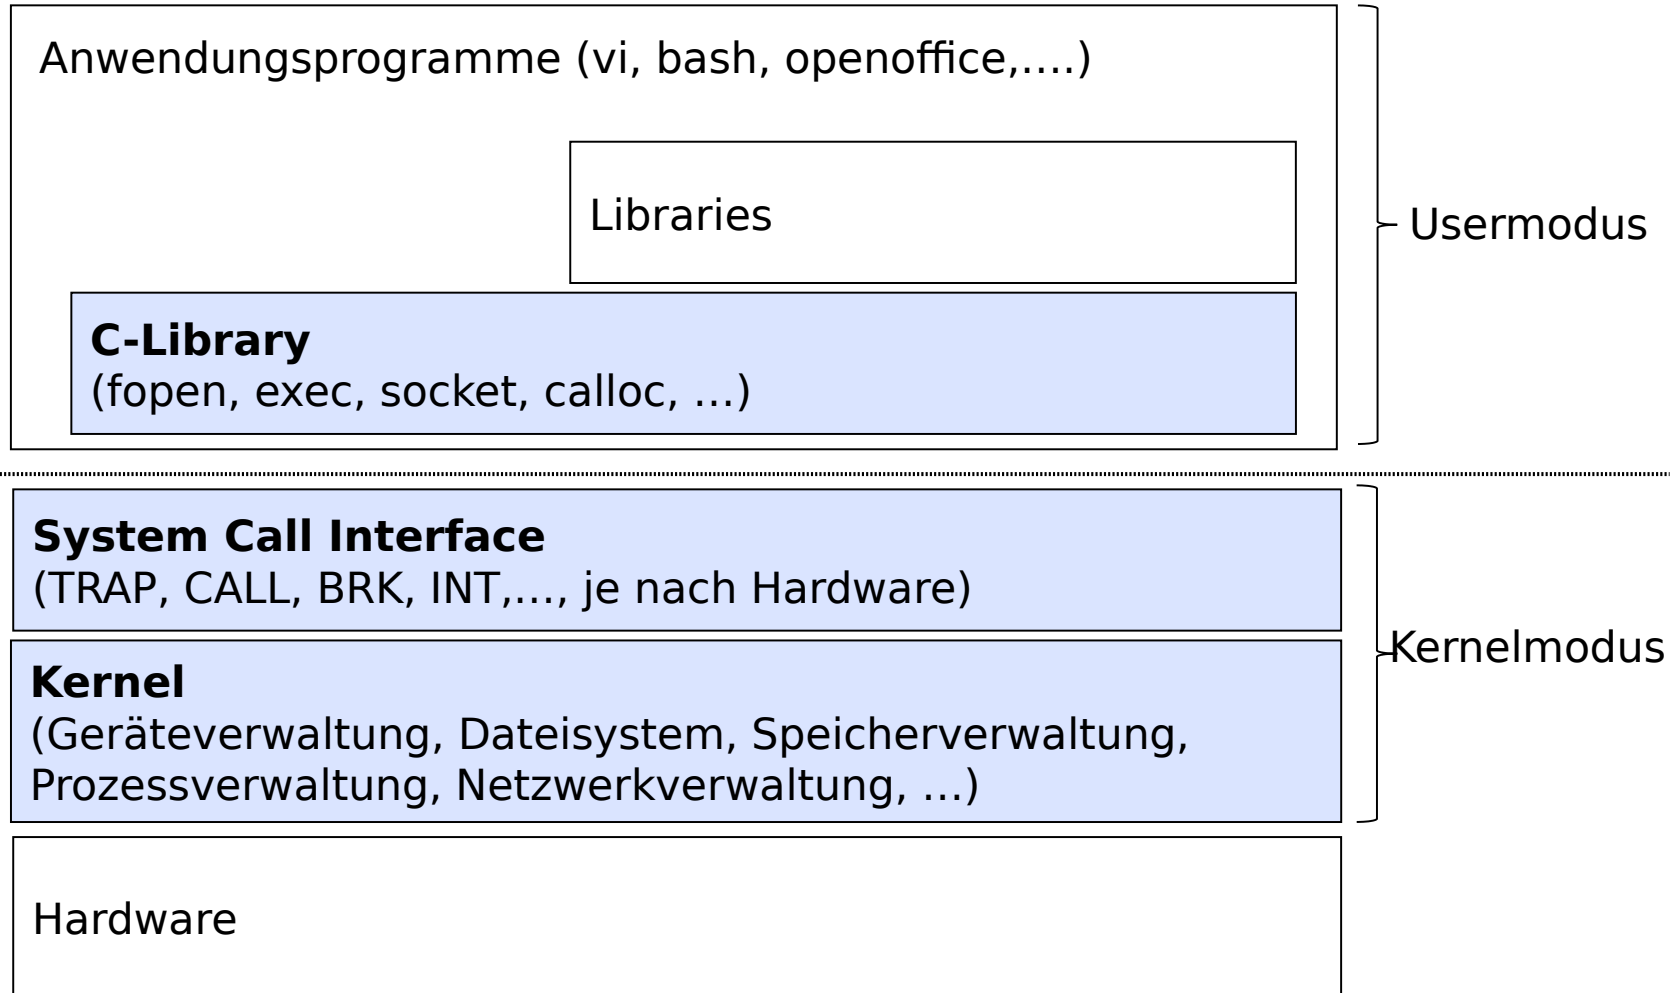 Anwendungsprogramme (vi, bash, openoffice,....)
Libraries
Usermodus
C-Library
(fopen, exec, socket, calloc, ...)
System Call Interface
(TRAP, CALL, BRK, INT,..., je nach Hardware)
Kernelmodus
Kernel
(Geräteverwaltung, Dateisystem, Speicherverwaltung,
Prozessverwaltung, Netzwerkverwaltung, ...)
Hardware